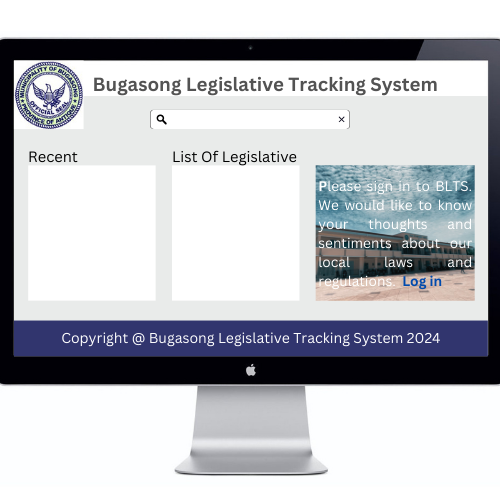 MUNICIPALITY OF BUGASONG
OFFICIAL SEAL
PROVINCE OF ANTIQUE
Bugasong Legislative Tracking System
Recent
List Of Legislative
Please sign in to BLTS.
We would like to know
your thoughts and
sentiments about our
local laws and
regulations. Log in
Copyright @ Bugasong Legislative Tracking System 2024